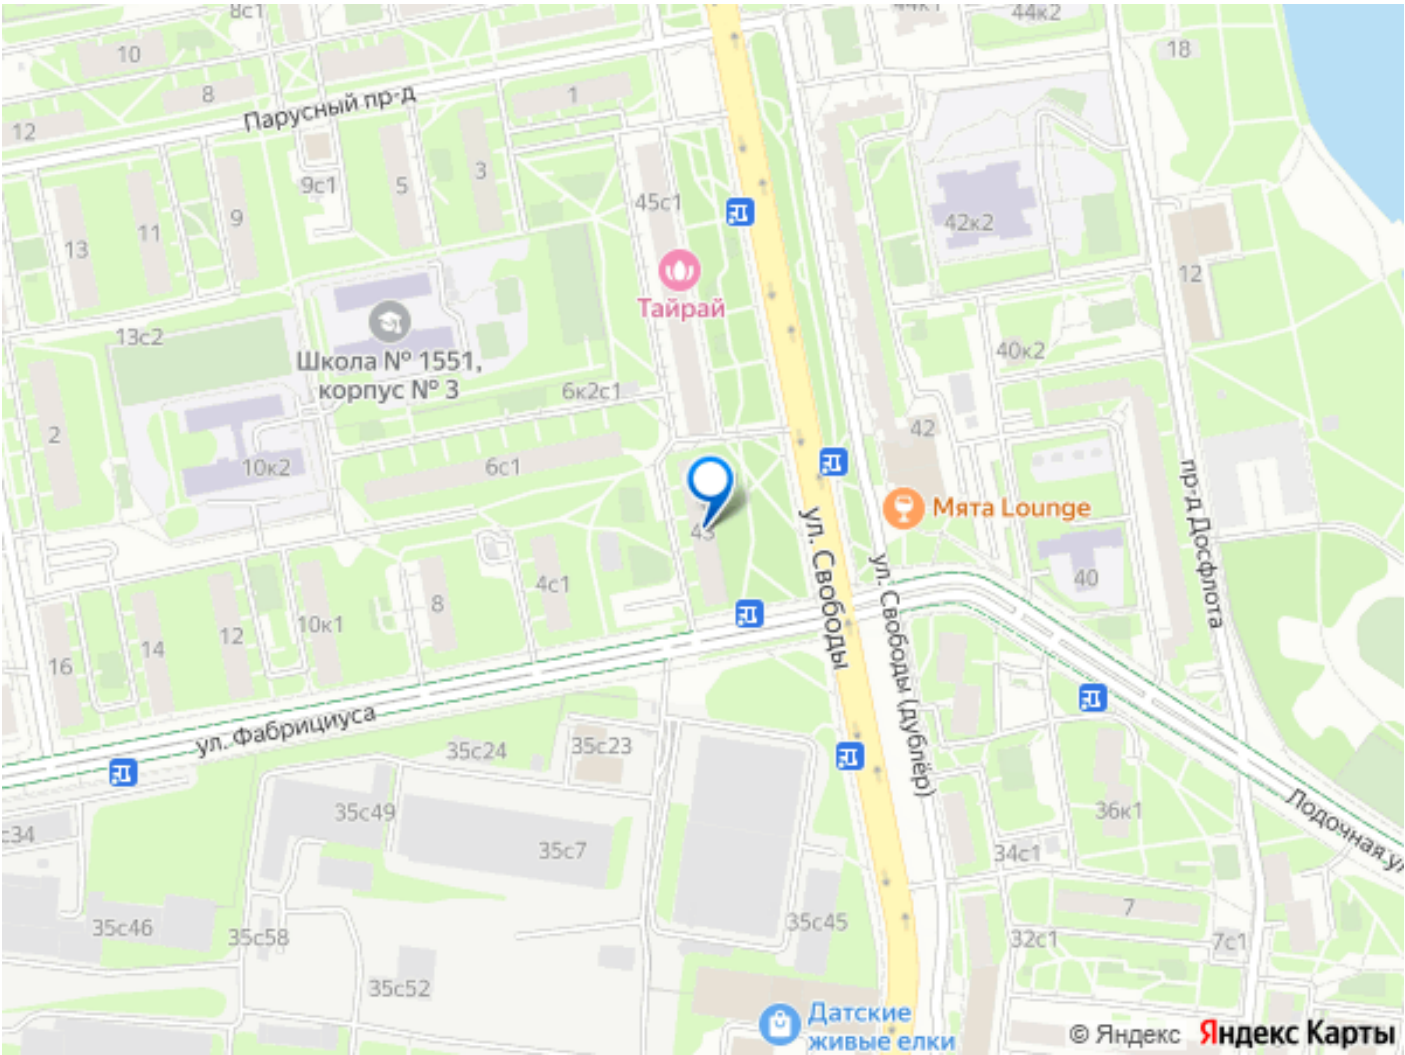 8с1
44к1
44к2
10
18
8
1
Парусный пр-д
12
9с1
5
3
45с1
42к2
13
11
9
12
Тайрай
13с2
Школа № 1551,
корпус № 3
40к2
6к2с1
2
42
10к2
6с1
Мята Lounge
43
ул. Свободы
ул. Свободы (дублёр)
пр-д Досфлота
40
4с1
8
10к1
12
14
16
ул. Фабрициуса
35с24
35с23
35с49
36к1
Лодочная ул
с34
35с7
34с1
7
35с46
35с58
35с45
32с1
7с1
35с52
Датские
живые елки
© Яндекс Яндекс Карты